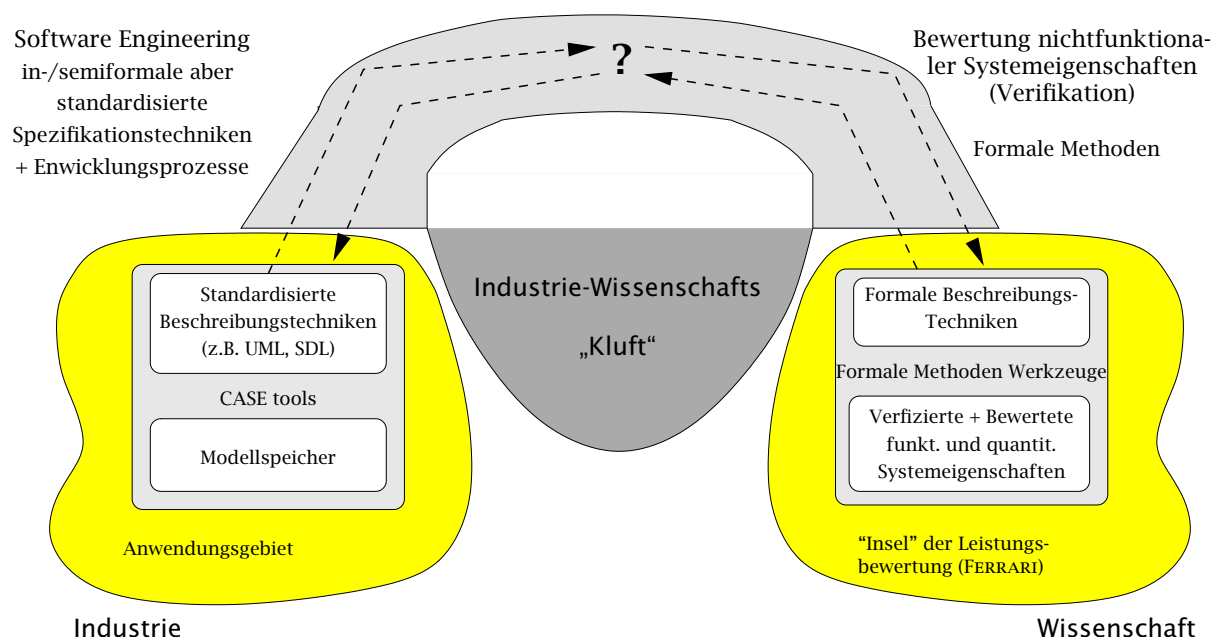 Software Engineering
in-/semiformale aber
standardisierte
Spezifikationstechniken
+ Enwicklungsprozesse
?
Bewertung nichtfunktiona-
ler Systemeigenschaften
(Verifikation)
Formale Methoden
Standardisierte
Beschreibungstechniken
(z.B. UML, SDL)
CASE tools
Modellspeicher
Anwendungsgebiet
Industrie
Industrie-Wissenschafts
„Kluft“
Formale Beschreibungs-
Techniken
Formale Methoden Werkzeuge
Verfizierte + Bewertete
funkt. und quantit.
Systemeigenschaften
“Insel” der Leistungs-
bewertung (FERRARI)
Wissenschaft